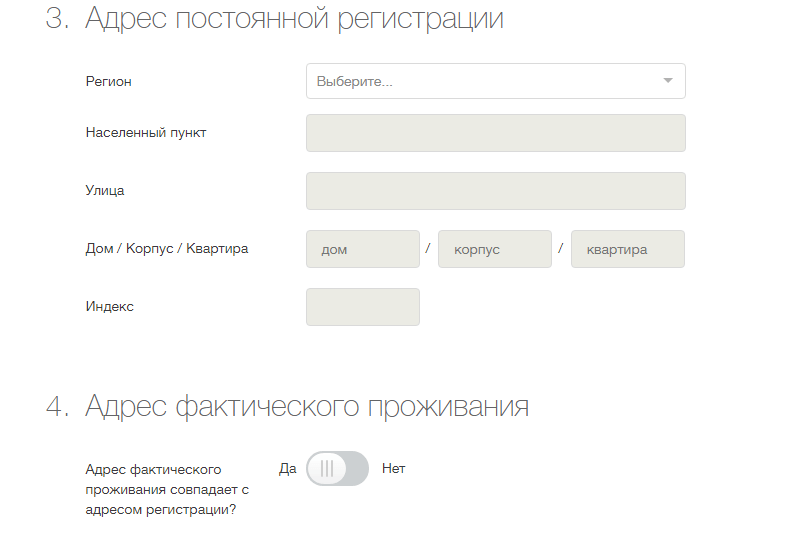 3. Адрес постоянной регистрации
Регион
Выберите...
Населенный пункт
Улица
Дом / Корпус / Квартира
дом / корпус / квартира
Индекс
4. Адрес фактического проживания
Адрес фактического
проживания совпадает с
адресом регистрации?
Да
Нет